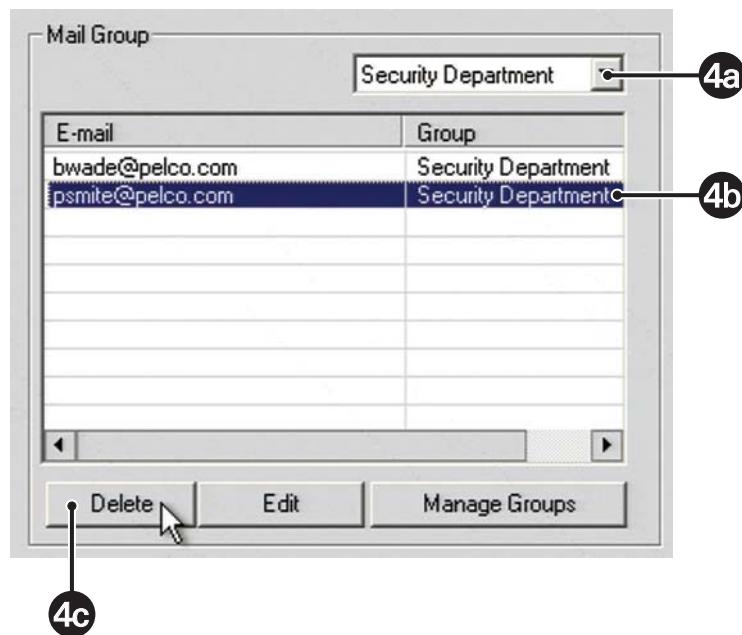 Mail Group
Security Department
4a
E-mail Group
bwade@pelco.com Security Department
psmite@pelco.com Security Department
4b
Delete Edit Manage Groups
4c